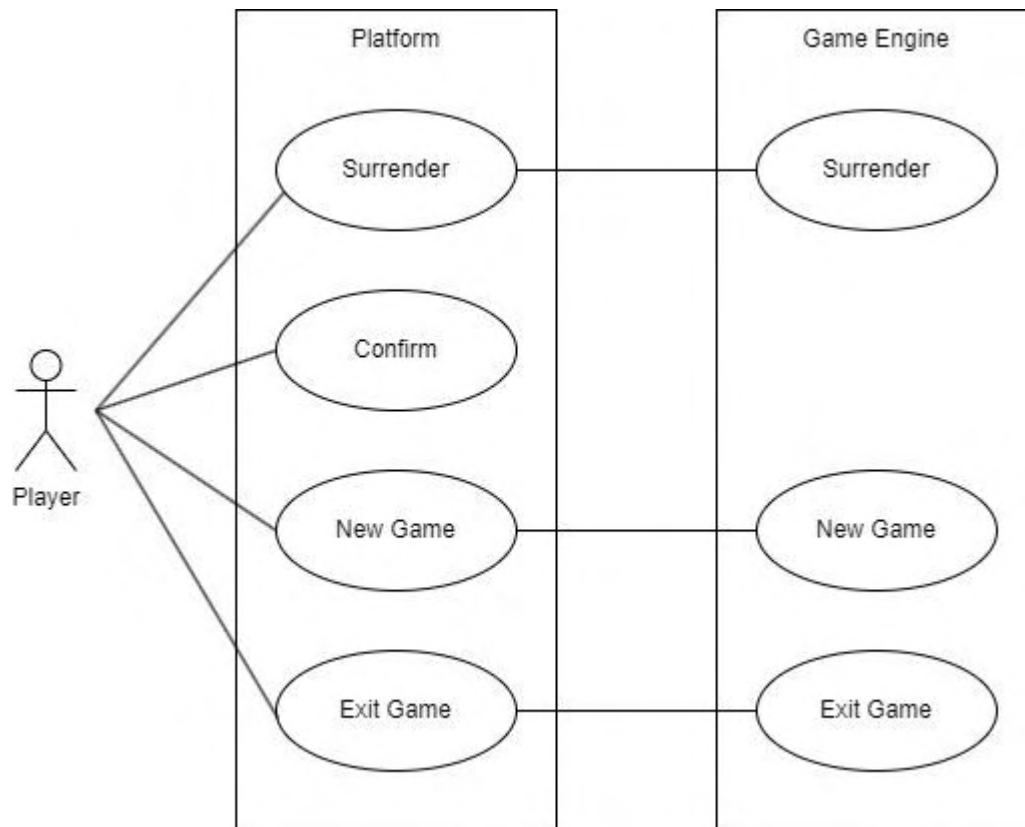 Platform
Game Engine
Surrender
Surrender
Confirm
Player
New Game
New Game
Exit Game
Exit Game